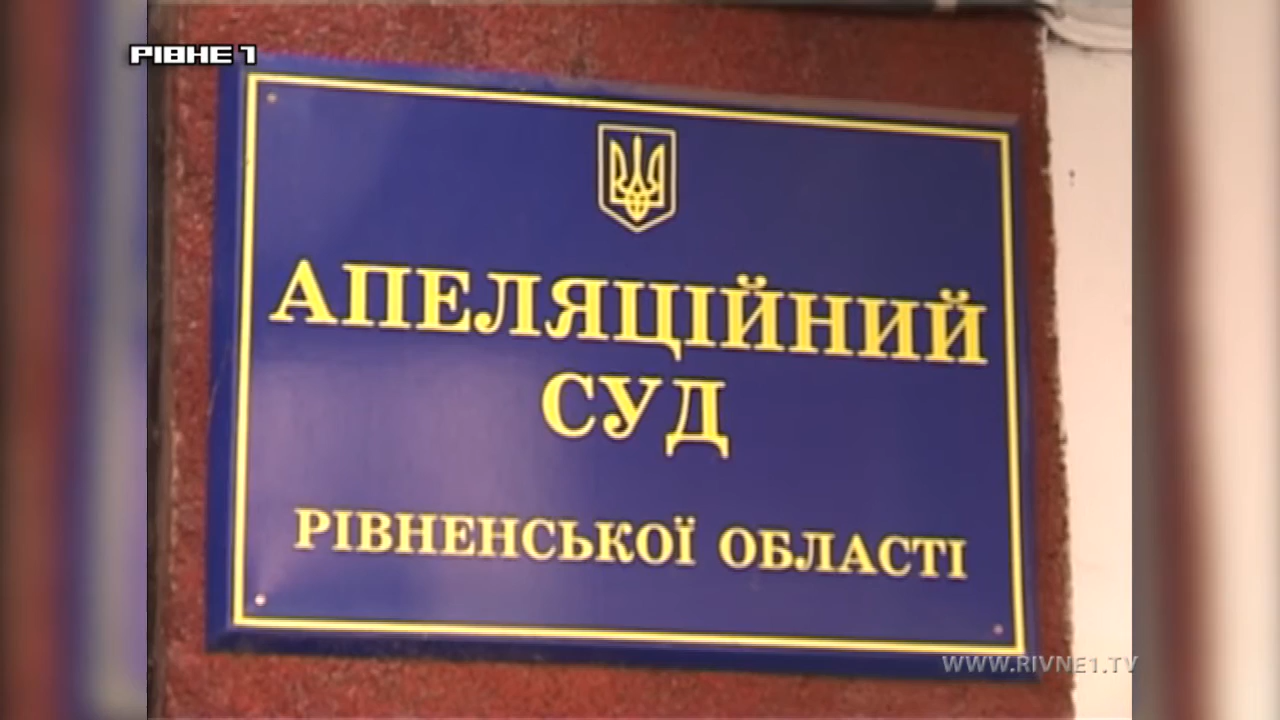 РІВНЕ 1
АПЕЛЯЦІЙНИЙ
СУД
РІВНЕНСЬКОЇ ОБЛАСТІ
WWW.RIVNE1.TV